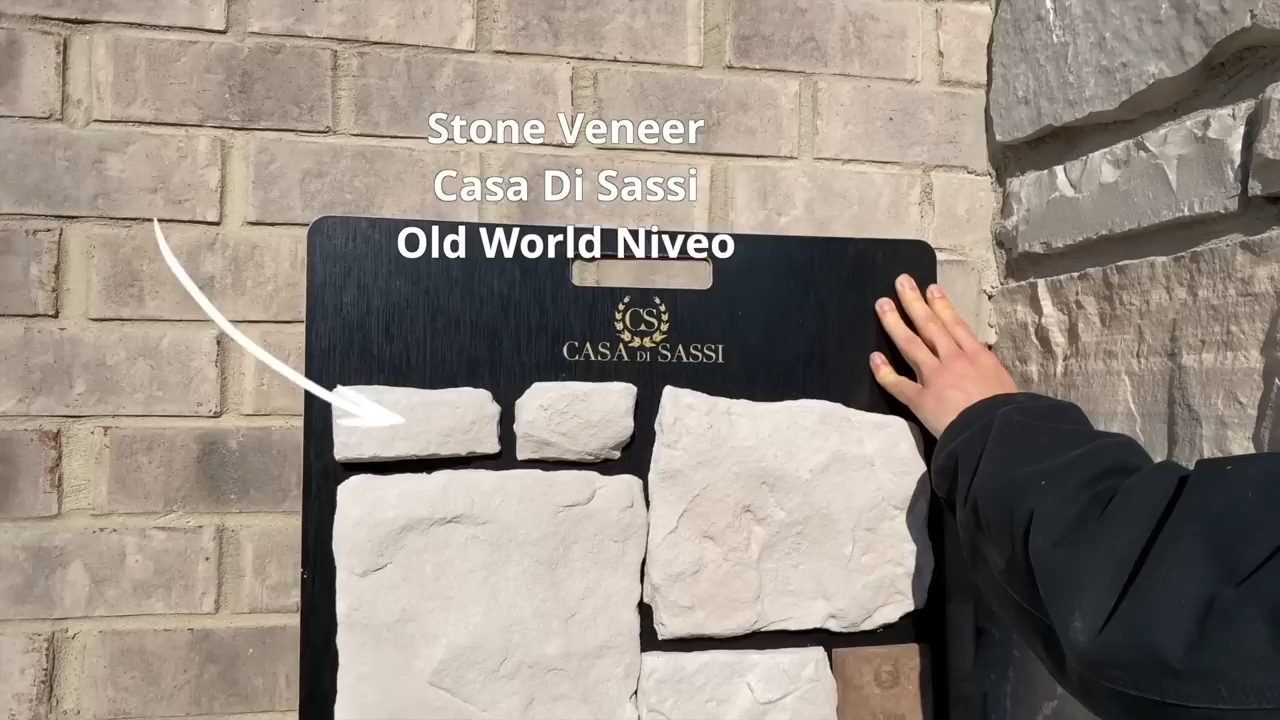 Stone Veneer
Casa Di Sassi
Old World Niveo
CS
CASA DI SASSI